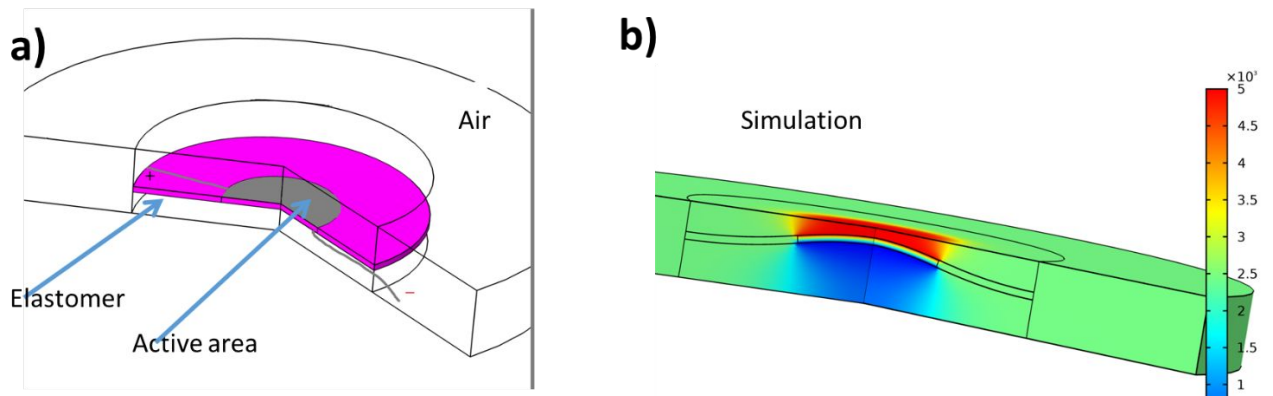 a)
Air
+
Elastomer
−
Active area
b)
Simulation
×10³
5
4.5
4
3.5
3
2.5
2
1.5
1